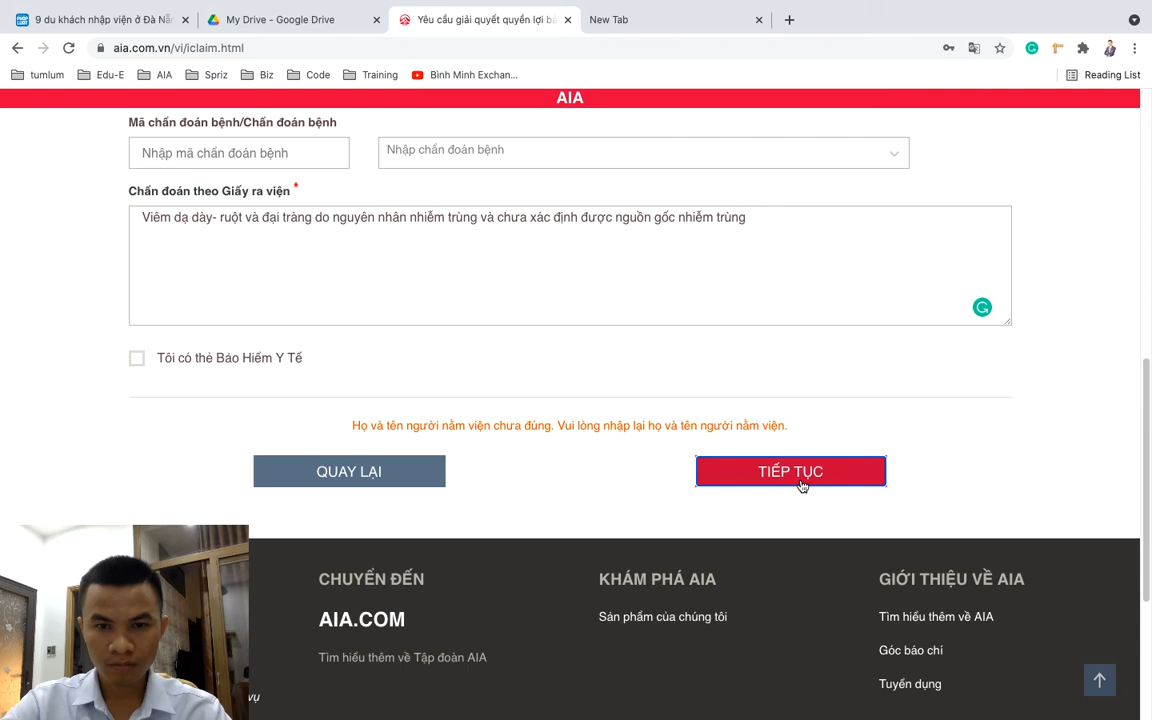 9 du khách nhập viện ở Đà Nẵn
My Drive - Google Drive
Yêu cầu giải quyết quyền lợi bả
New Tab
aia.com.vn/vi/iclaim.html
tumlum
Edu-E
AIA
Spriz
Biz
Code
Training
Bình Minh Exchan...
Reading List
AIA
Mã chẩn đoán bệnh/Chẩn đoán bệnh
Nhập mã chẩn đoán bệnh
Nhập chẩn đoán bệnh
Chẩn đoán theo Giấy ra viện *
Viêm dạ dày- ruột và đại tràng do nguyên nhân nhiễm trùng và chưa xác định được nguồn gốc nhiễm trùng
Tôi có thẻ Bảo Hiểm Y Tế
Họ và tên người nằm viện chưa đúng. Vui lòng nhập lại họ và tên người nằm viện.
QUAY LẠI
TIẾP TỤC
CHUYỂN ĐẾN
KHÁM PHÁ AIA
GIỚI THIỆU VỀ AIA
AIA.COM
Sản phẩm của chúng tôi
Tìm hiểu thêm về AIA
Tìm hiểu thêm về Tập đoàn AIA
Góc báo chí
Tuyển dụng
vụ